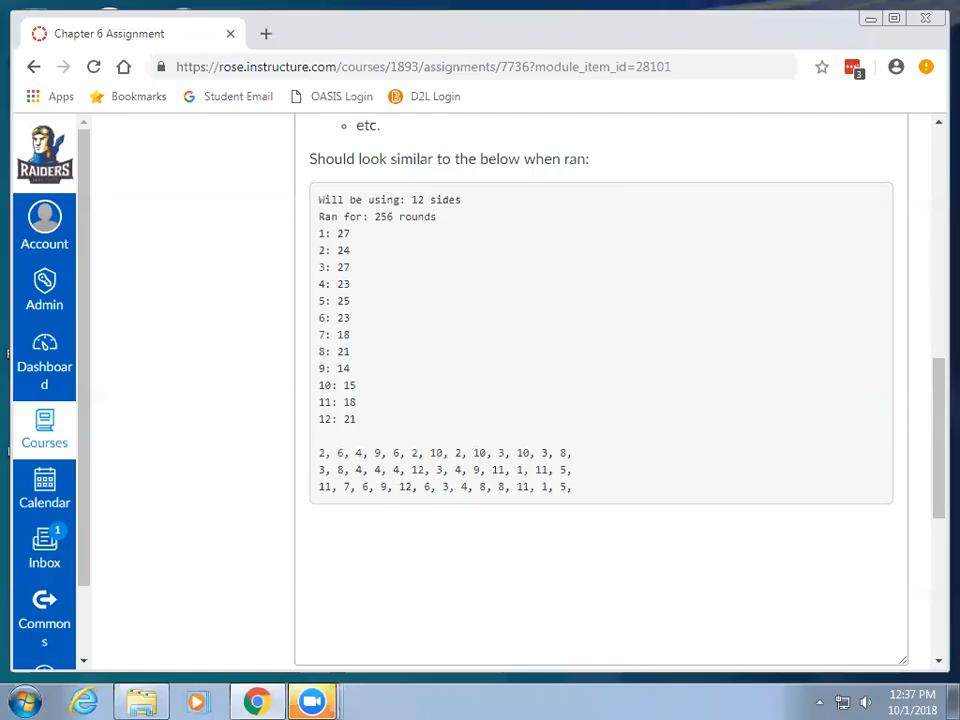 Chapter 6 Assignment
https://rose.instructure.com/courses/1893/assignments/7736?module_item_id=28101
3
Apps
Bookmarks
Student Email
OASIS Login
D2L Login
RAIDERS
Account
Admin
Dashboar
d
Courses
Calendar
1
Inbox
Common
s
etc.
Should look similar to the below when ran:
Will be using: 12 sides
Ran for: 256 rounds
1: 27
2: 24
3: 27
4: 23
5: 25
6: 23
7: 18
8: 21
9: 14
10: 15
11: 18
12: 21
2, 6, 4, 9, 6, 2, 10, 2, 10, 3, 10, 3, 8,
3, 8, 4, 4, 4, 12, 3, 4, 9, 11, 1, 11, 5,
11, 7, 6, 9, 12, 6, 3, 4, 8, 8, 11, 1, 5,
12:37 PM
10/1/2018